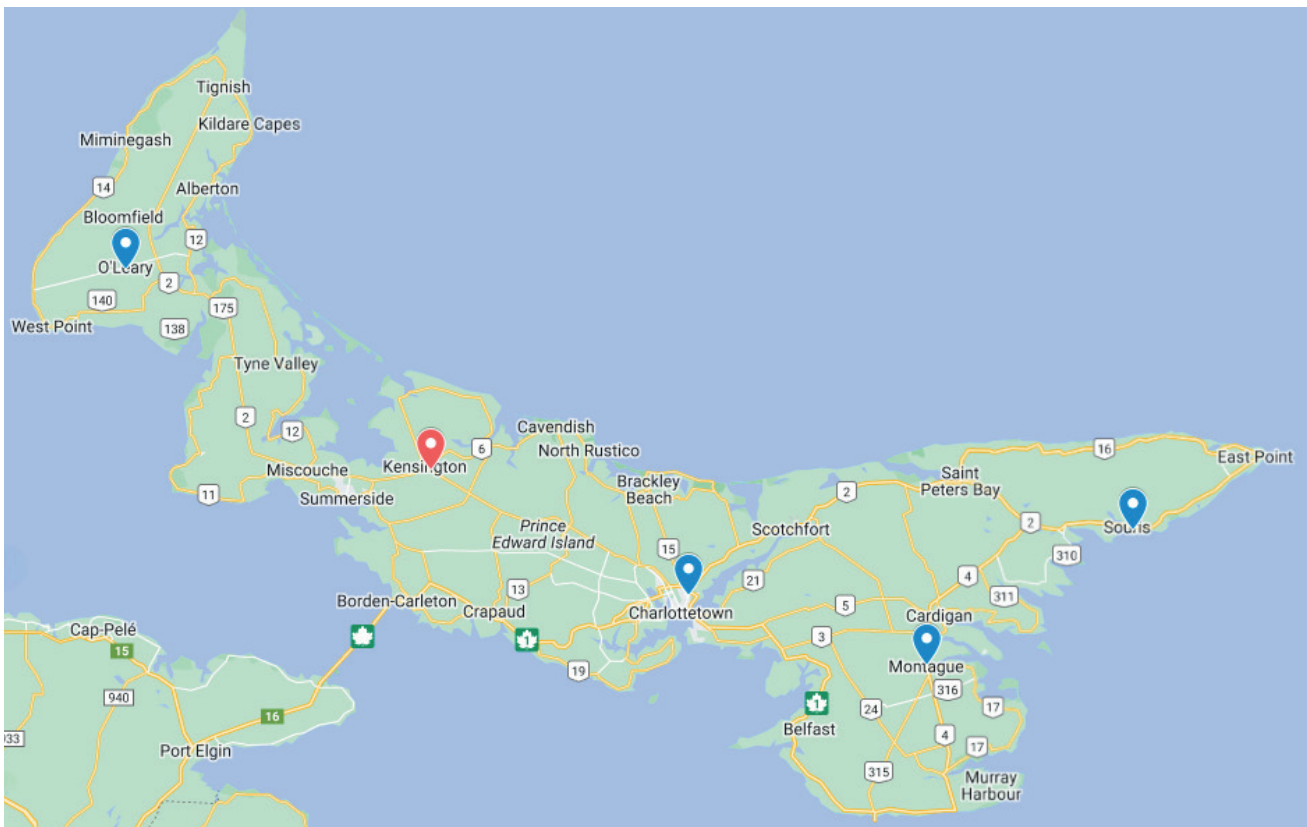 Tignish
Kildare Capes
Miminegash
14
Alberton
Bloomfield
12
O'Leary
2
140
175
West Point
138
Tyne Valley
2
12
Cavendish
6
North Rustico
Kensington
Miscouche
Summerside
11
16
East Point
Saint
Peters Bay
Brackley
Beach
2
Scotchfort
2
Souris
Prince
Edward Island
15
310
21
4
13
311
Borden-Carleton
Crapaud
Charlottetown
5
Cardigan
3
1
Cap-Pelé
15
19
Montague
316
940
16
1
24
17
933
Port Elgin
Belfast
4
17
315
Murray
Harbour